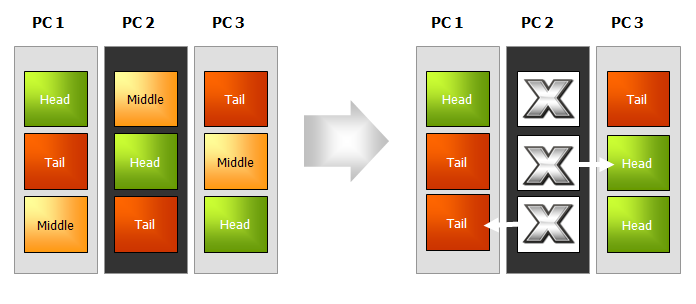 PC 1 PC 2 PC 3 PC 1 PC 2 PC 3
Head Middle Tail Head Tail
Tail Head Middle Tail Head
Middle Tail Head Tail Head